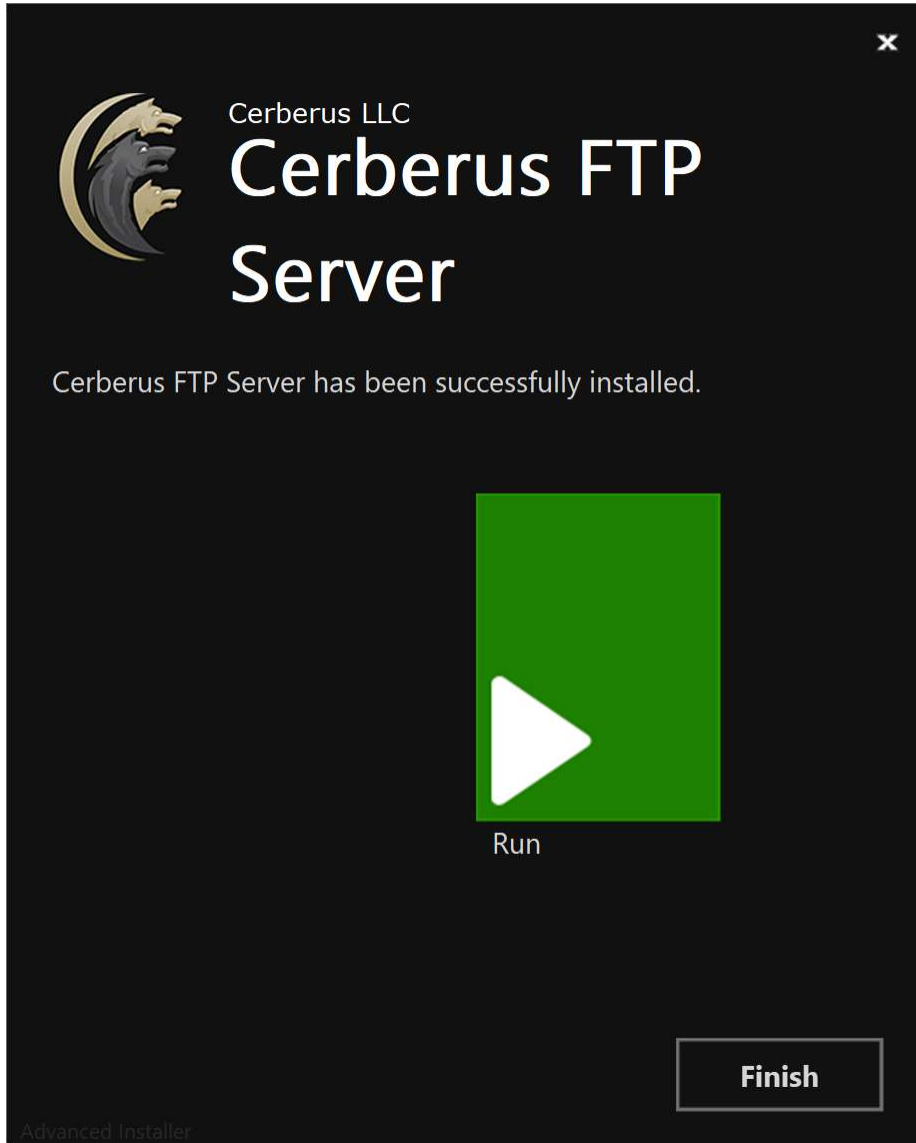 Cerberus LLC
Cerberus FTP
Server
Cerberus FTP Server has been successfully installed.
Run
Finish
Advanced Installer